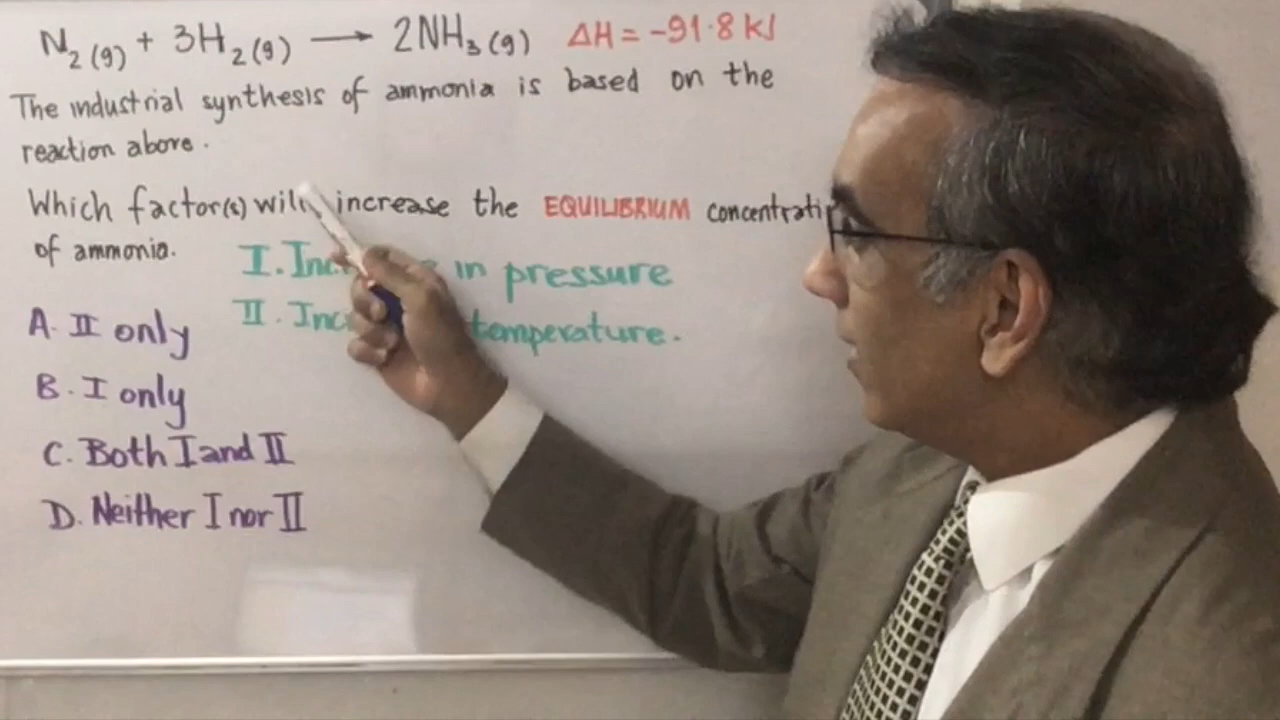 N2(g) + 3H2(g) → 2NH3(g) ΔH = -91.8 kJ
The industrial synthesis of ammonia is based on the
reaction above.
Which factor(s) will increase the EQUILIBRIUM
of ammonia.
I. in pressure
II. temperature.
A. II only
B. I only
C. Both I and II
D. Neither I nor II